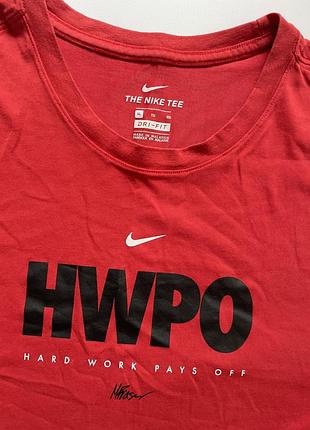 THE NIKE TEE
DRI-FIT
HWPO
HARD WORK PAYS OFF